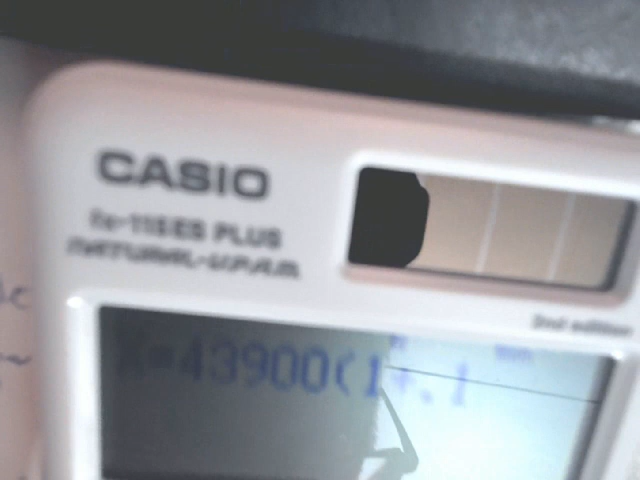 CASIO
fx-115ES PLUS
NATURAL-V.P.A.M.
2nd edition
X=43900(1+.1